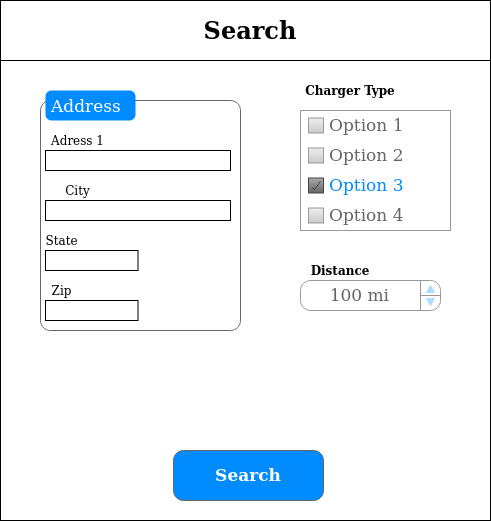 Search
Address
Adress 1
City
State
Zip
Charger Type
Option 1
Option 2
Option 3
Option 4
Distance
100 mi
Search